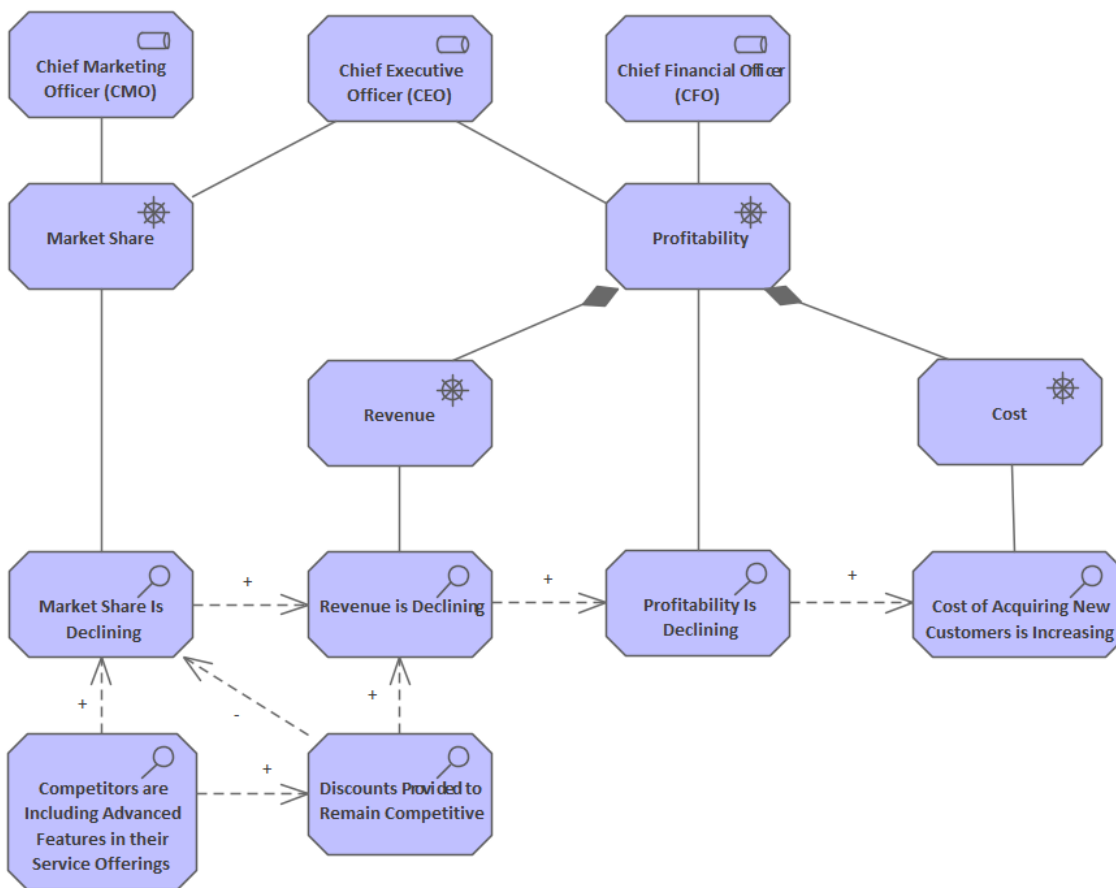 Chief Marketing
Officer (CMO)
Chief Executive
Officer (CEO)
Chief Financial Officer
(CFO)
Market Share
Profitability
Revenue
Cost
Market Share Is
Declining
+
Revenue is Declining
+
Profitability Is
Declining
+
Cost of Acquiring New
Customers is Increasing
+
-
+
Competitors are
Including Advanced
Features in their
Service Offerings
+
Discounts Provided to
Remain Competitive